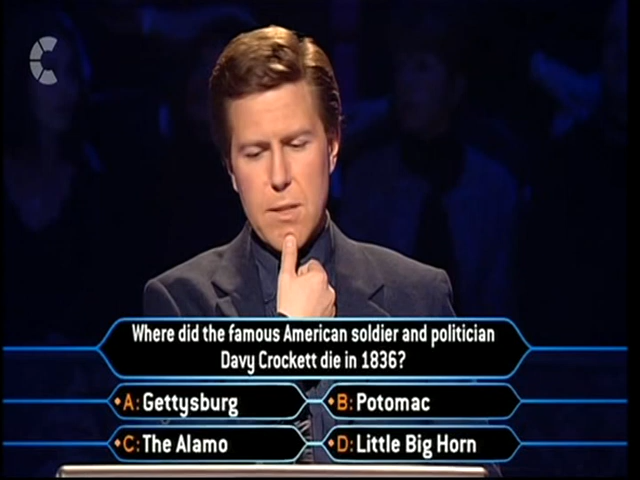 Where did the famous American soldier and politician
Davy Crockett die in 1836?
A: Gettysburg
B: Potomac
C: The Alamo
D: Little Big Horn